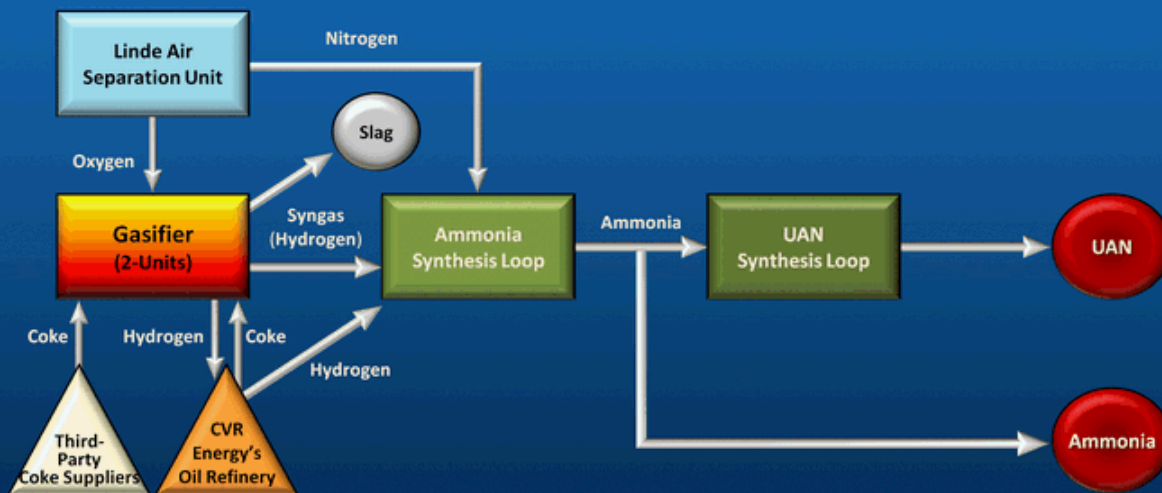 Linde Air
Separation Unit
Nitrogen
Slag
Oxygen
Gasifier
(2-Units)
Syngas
(Hydrogen)
Ammonia
Synthesis Loop
Ammonia
UAN
Synthesis Loop
UAN
Coke
Hydrogen
Coke
Hydrogen
Third-
Party
Coke Suppliers
CVR
Energy's
Oil Refinery
Ammonia